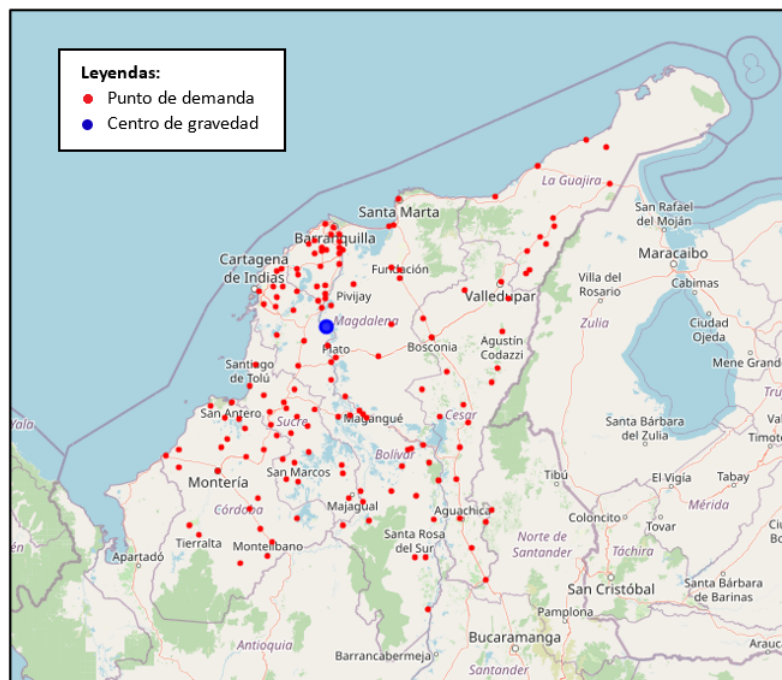 Leyendas:
Punto de demanda
Centro de gravedad
La Guajira
Santa Marta
San Rafael
del Moján
Barranquilla
Maracaibo
Cartagena
de Indias
Fundación
Cabimas
Villa del
Rosario
Pivijay
Valledupar
Magdalena
Zulia
Ciudad
Ojeda
Plato
Bosconia
Agustín
Codazzi
Mene Grande
Santiago
de Tolú
San Antero
Sucre
Magangué
Cesar
Santa Bárbara
del Zulia
Bolívar
San Marcos
Montería
Tibú
El Vigía
Tabay
Mérida
Córdoba
Majagual
Aguachica
Coloncito
Tovar
Santa Rosa
del Sur
Norte de
Santander
Táchira
Tierralta
Montelíbano
Apartadó
San Cristóbal
Santa Bárbara
de Barinas
Pamplona
Antioquia
Bucaramanga
Barrancabermeja
Santander